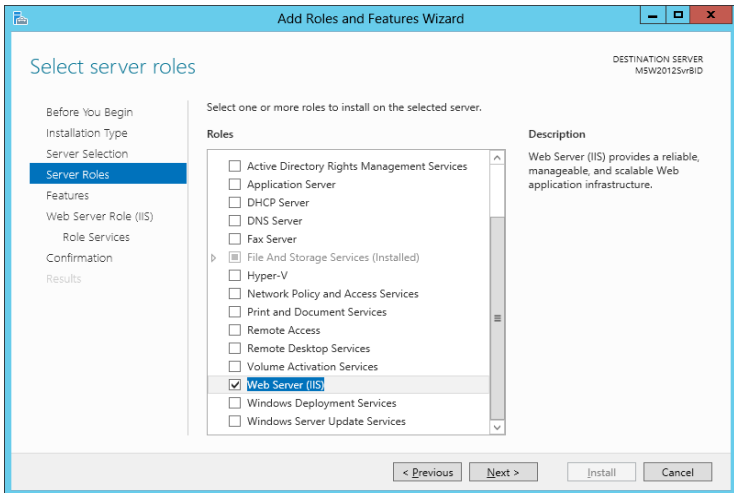 Add Roles and Features Wizard
Select server roles
DESTINATION SERVER
M5W2012SvrBID
Before You Begin
Installation Type
Server Selection
Server Roles
Features
Web Server Role (IIS)
Role Services
Confirmation
Results
Select one or more roles to install on the selected server.
Roles
Active Directory Rights Management Services
Application Server
DHCP Server
DNS Server
Fax Server
File And Storage Services (Installed)
Hyper-V
Network Policy and Access Services
Print and Document Services
Remote Access
Remote Desktop Services
Volume Activation Services
Web Server (IIS)
Windows Deployment Services
Windows Server Update Services
Description
Web Server (IIS) provides a reliable,
manageable, and scalable Web
application infrastructure.
< Previous
Next >
Install
Cancel